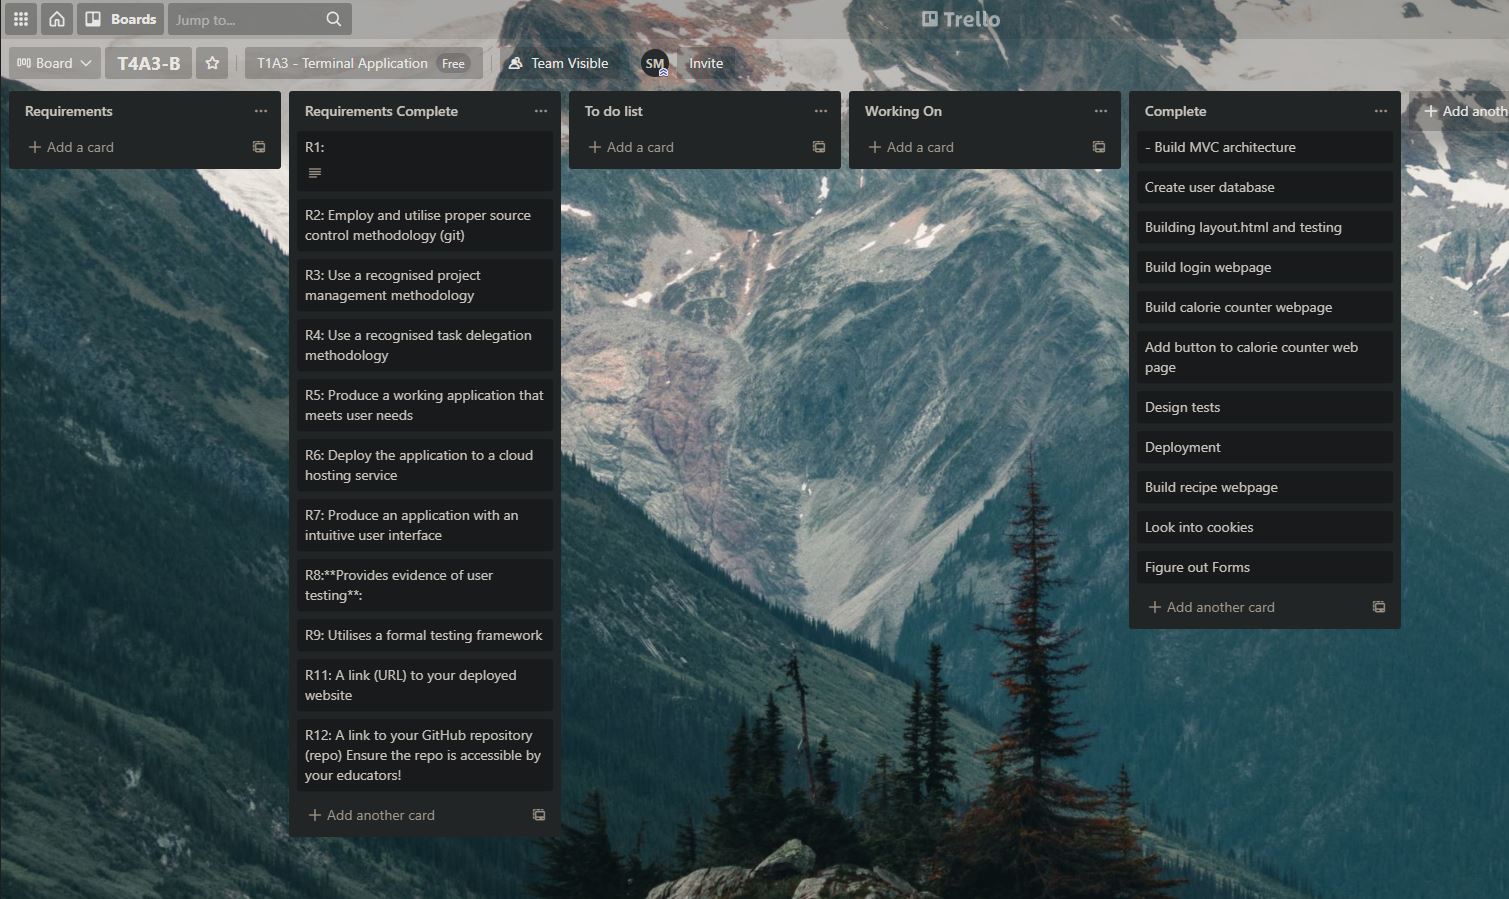 Boards
Jump to...
Trello
Board
T4A3-B
T1A3 - Terminal Application Free
Team Visible
SM
Invite
Requirements
Add a card
Requirements Complete
R1:
R2: Employ and utilise proper source
control methodology (git)
R3: Use a recognised project
management methodology
R4: Use a recognised task delegation
methodology
R5: Produce a working application that
meets user needs
R6: Deploy the application to a cloud
hosting service
R7: Produce an application with an
intuitive user interface
R8:**Provides evidence of user
testing**:
R9: Utilises a formal testing framework
R11: A link (URL) to your deployed
website
R12: A link to your GitHub repository
(repo) Ensure the repo is accessible by
your educators!
Add another card
To do list
Add a card
Working On
Add a card
Complete
- Build MVC architecture
Create user database
Building layout.html and testing
Build login webpage
Build calorie counter webpage
Add button to calorie counter web
page
Design tests
Deployment
Build recipe webpage
Look into cookies
Figure out Forms
Add another card
Add anoth